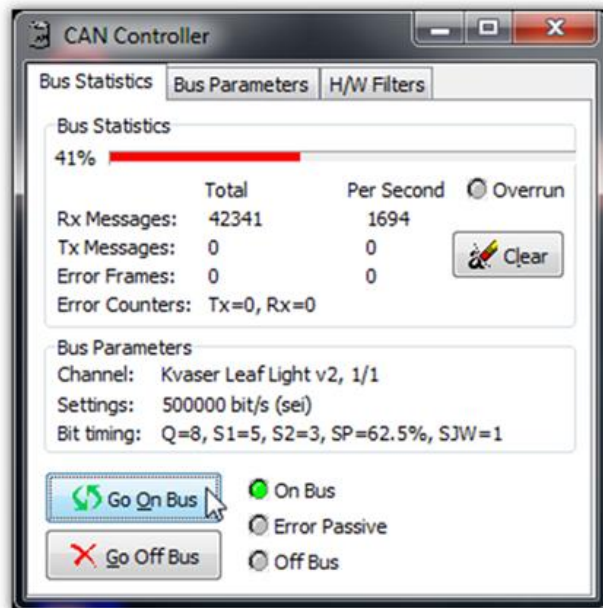 CAN Controller
Bus Statistics Bus Parameters H/W Filters
Bus Statistics
41%
Total Per Second Overrun
Rx Messages: 42341 1694
Tx Messages: 0 0
Clear
Error Frames: 0 0
Error Counters: Tx=0, Rx=0
Bus Parameters
Channel: Kvaser Leaf Light v2, 1/1
Settings: 500000 bit/s (sei)
Bit timing: Q=8, S1=5, S2=3, SP=62.5%, SJW=1
Go On Bus On Bus
Error Passive
Go Off Bus Off Bus